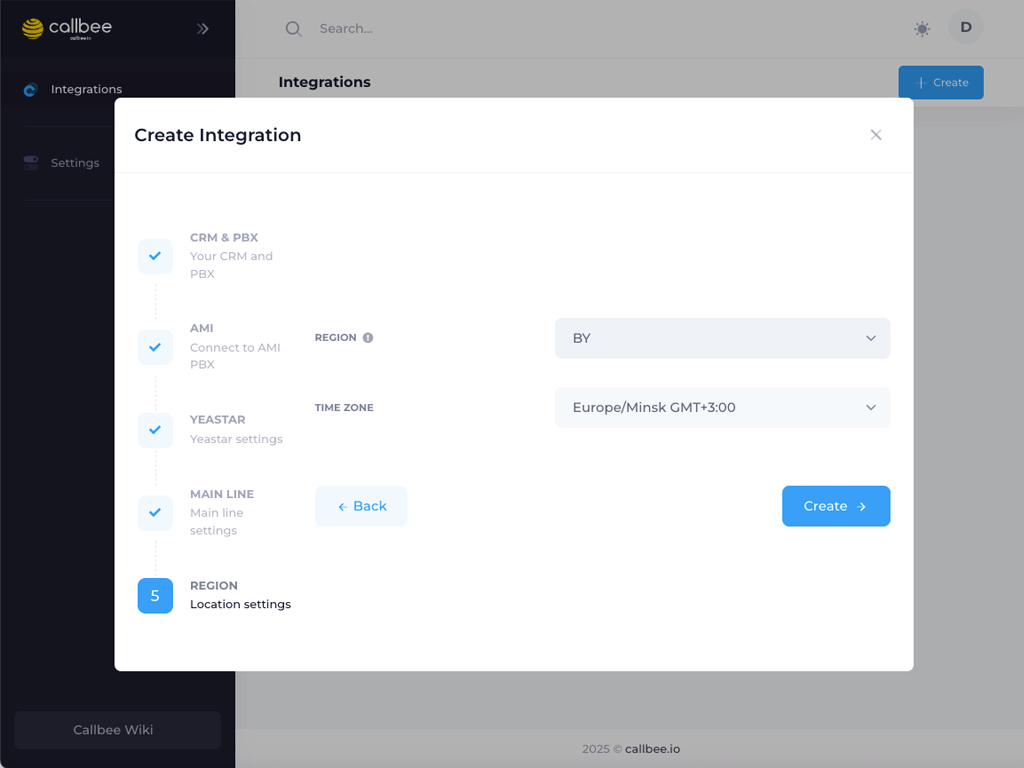 callbee
callbee.io
Search...
D
Integrations
Integrations
Create
Settings
Create Integration
CRM & PBX
Your CRM and
PBX
AMI
Connect to AMI
PBX
YEASTAR
Yeastar settings
MAIN LINE
Main line
settings
5
REGION
Location settings
REGION
BY
TIME ZONE
Europe/Minsk GMT+3:00
Back
Create
Callbee Wiki
2025 © callbee.io